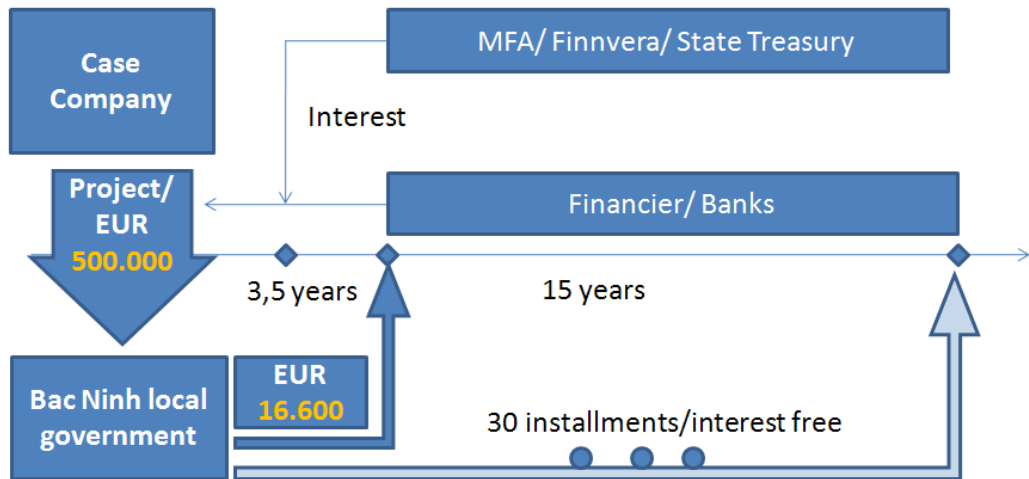 Case
Company
MFA/ Finnvera/ State Treasury
Interest
Project/
EUR
500.000
Financier/ Banks
3,5 years
15 years
Bac Ninh local
government
EUR
16.600
30 installments/interest free